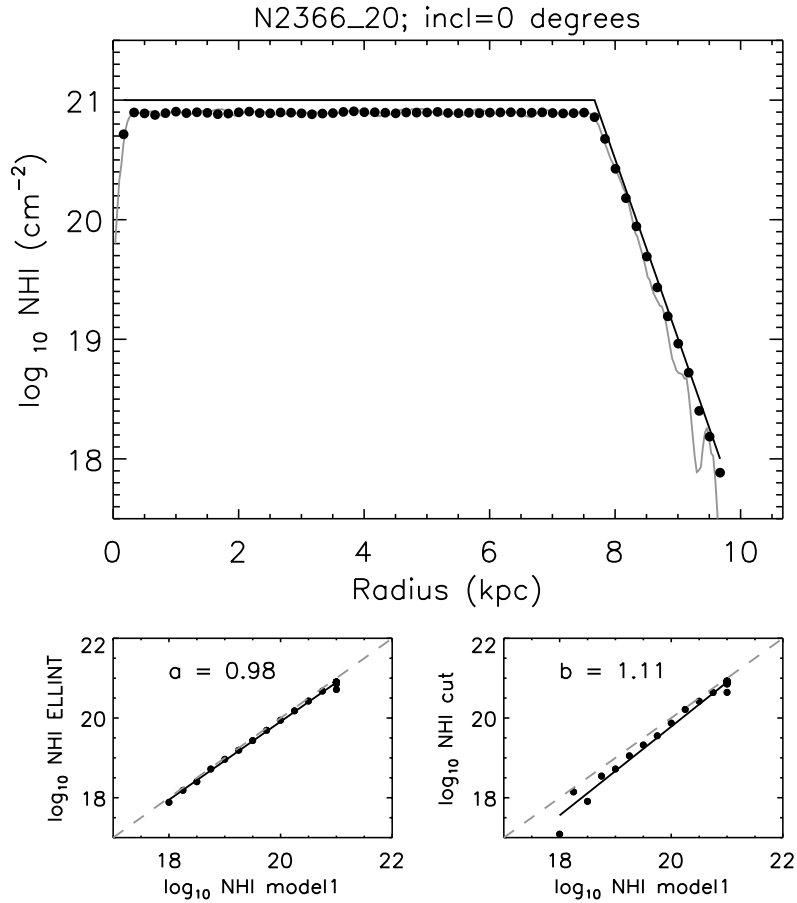 N2366_20; incl=0 degrees
21
20
19
18
log 10 NHI (cm−2)
0 2 4 6 8 10
Radius (kpc)
22
20
18
log10 NHI ELLINT
a = 0.98
18 20 22
log10 NHI model1
22
20
18
log10 NHI cut
b = 1.11
18 20 22
log10 NHI model1